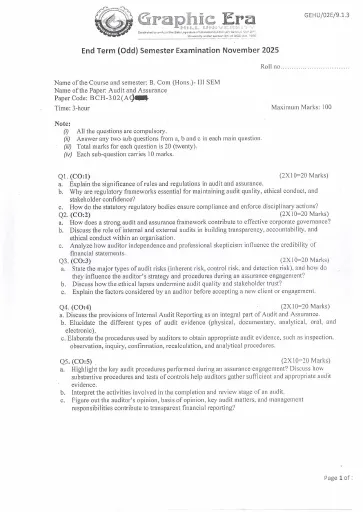 GEHU/02E/9.1.3
Graphic Era
HILL UNIVERSITY
End Term (Odd) Semester Examination November 2025
Roll no
Name of the Course and semester: B. Com (Hons.)- III SEM
Name of the Paper: Audit and Assurance
Paper Code: BCH-302(A
Time: 3-hour Maximum Marks: 100
Note:
(i) All the questions are compulsory.
(ii) Answer any two sub-questions from a, b and c in each main question.
(iii) Total marks for each question is 20 (twenty).
(iv) Each sub-question carries 10 marks.
Q1. (CO:1) (2X10=20 Marks)
a. Explain the significance of rules and regulations in audit and assurance.
b. Why are regulatory frameworks essential for maintaining audit quality, ethical conduct, and
stakeholder confidence?
c. How do the statutory regulatory bodies ensure compliance and enforce disciplinary actions?
Q2. (CO:2) (2X10=20 Marks)
a. How does a strong audit and assurance framework contribute to effective corporate governance?
b. Discuss the role of internal and external audits in building transparency, accountability, and
ethical conduct within an organisation.
c. Analyze how auditor independence and professional skepticism influence the credibility of
financial statements.
Q3. (CO:3) (2X10=20 Marks)
a. State the major types of audit risks (inherent risk, control risk, and detection risk), and how do
they influence the auditor's strategy and procedures during an assurance engagement?
b. Discuss how the ethical lapses undermine audit quality and stakeholder trust?
c. Explain the factors considered by an auditor before accepting a new client or engagement.
Q4. (CO:4) (2X10=20 Marks)
a. Discuss the provisions of Internal Audit Reporting as an integral part of Audit and Assurance.
b. Elucidate the different types of audit evidence (physical, documentary, analytical, oral, and
electronic).
c. Elaborate the procedures used by auditors to obtain appropriate audit evidence, such as inspection,
observation, inquiry, confirmation, recalculation, and analytical procedures.
Q5. (CO:5) (2X10=20 Marks)
a. Highlight the key audit procedures performed during an assurance engagement? Discuss how
substantive procedures and tests of controls help auditors gather sufficient and appropriate audit
evidence.
b. Interpret the activities involved in the completion and review stage of an audit.
c. Figure out the auditor's opinion, basis of opinion, key audit matters, and management
responsibilities contribute to transparent financial reporting?
Page 1 of